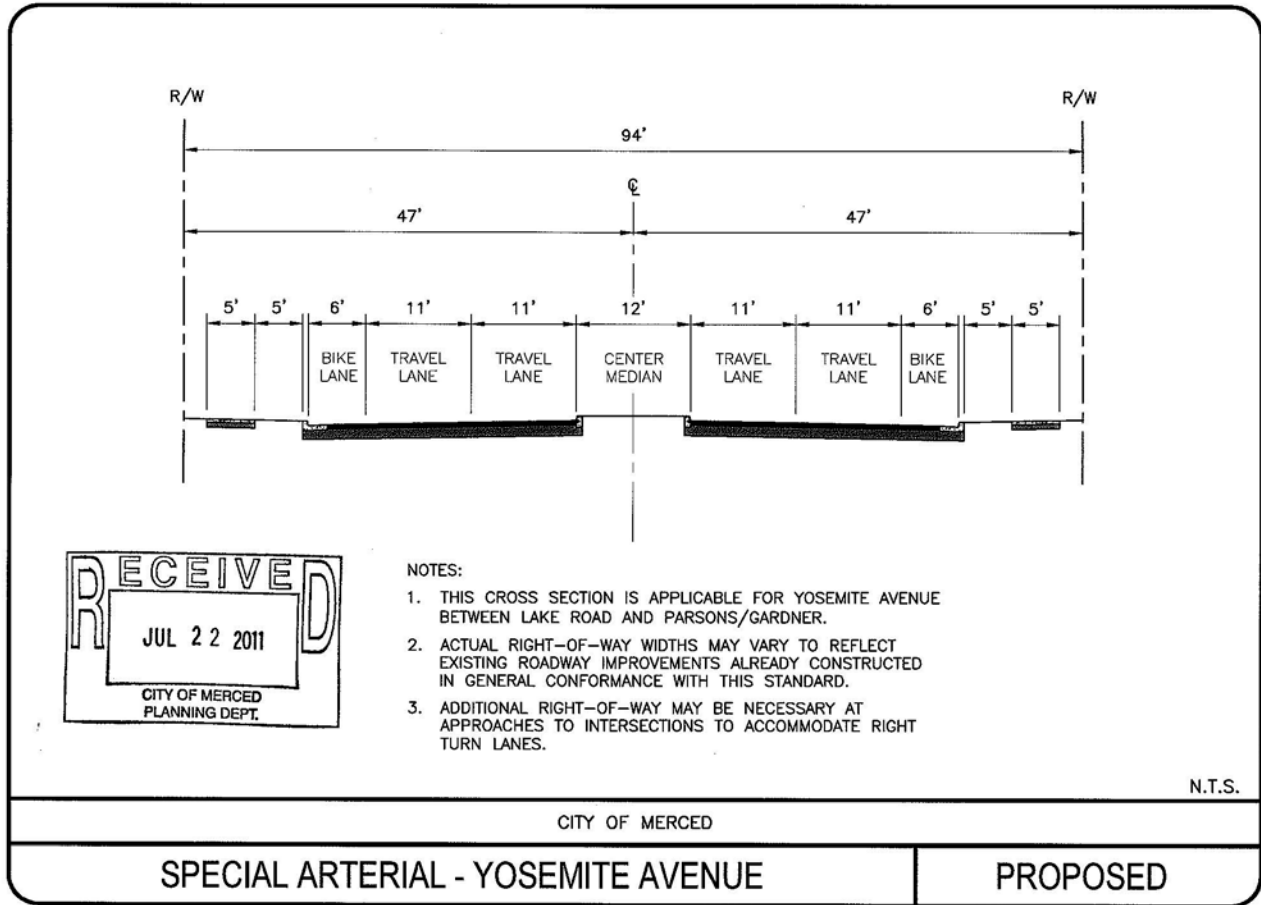 R/W
R/W
94'
℄
47'
47'
5'
5'
6'
11'
11'
12'
11'
11'
6'
5'
5'
BIKE
LANE
TRAVEL
LANE
TRAVEL
LANE
CENTER
MEDIAN
TRAVEL
LANE
TRAVEL
LANE
BIKE
LANE
RECEIVED
JUL 22 2011
CITY OF MERCED
PLANNING DEPT.
NOTES:
1. THIS CROSS SECTION IS APPLICABLE FOR YOSEMITE AVENUE
BETWEEN LAKE ROAD AND PARSONS/GARDNER.
2. ACTUAL RIGHT-OF-WAY WIDTHS MAY VARY TO REFLECT
EXISTING ROADWAY IMPROVEMENTS ALREADY CONSTRUCTED
IN GENERAL CONFORMANCE WITH THIS STANDARD.
3. ADDITIONAL RIGHT-OF-WAY MAY BE NECESSARY AT
APPROACHES TO INTERSECTIONS TO ACCOMMODATE RIGHT
TURN LANES.
N.T.S.
CITY OF MERCED
SPECIAL ARTERIAL - YOSEMITE AVENUE
PROPOSED